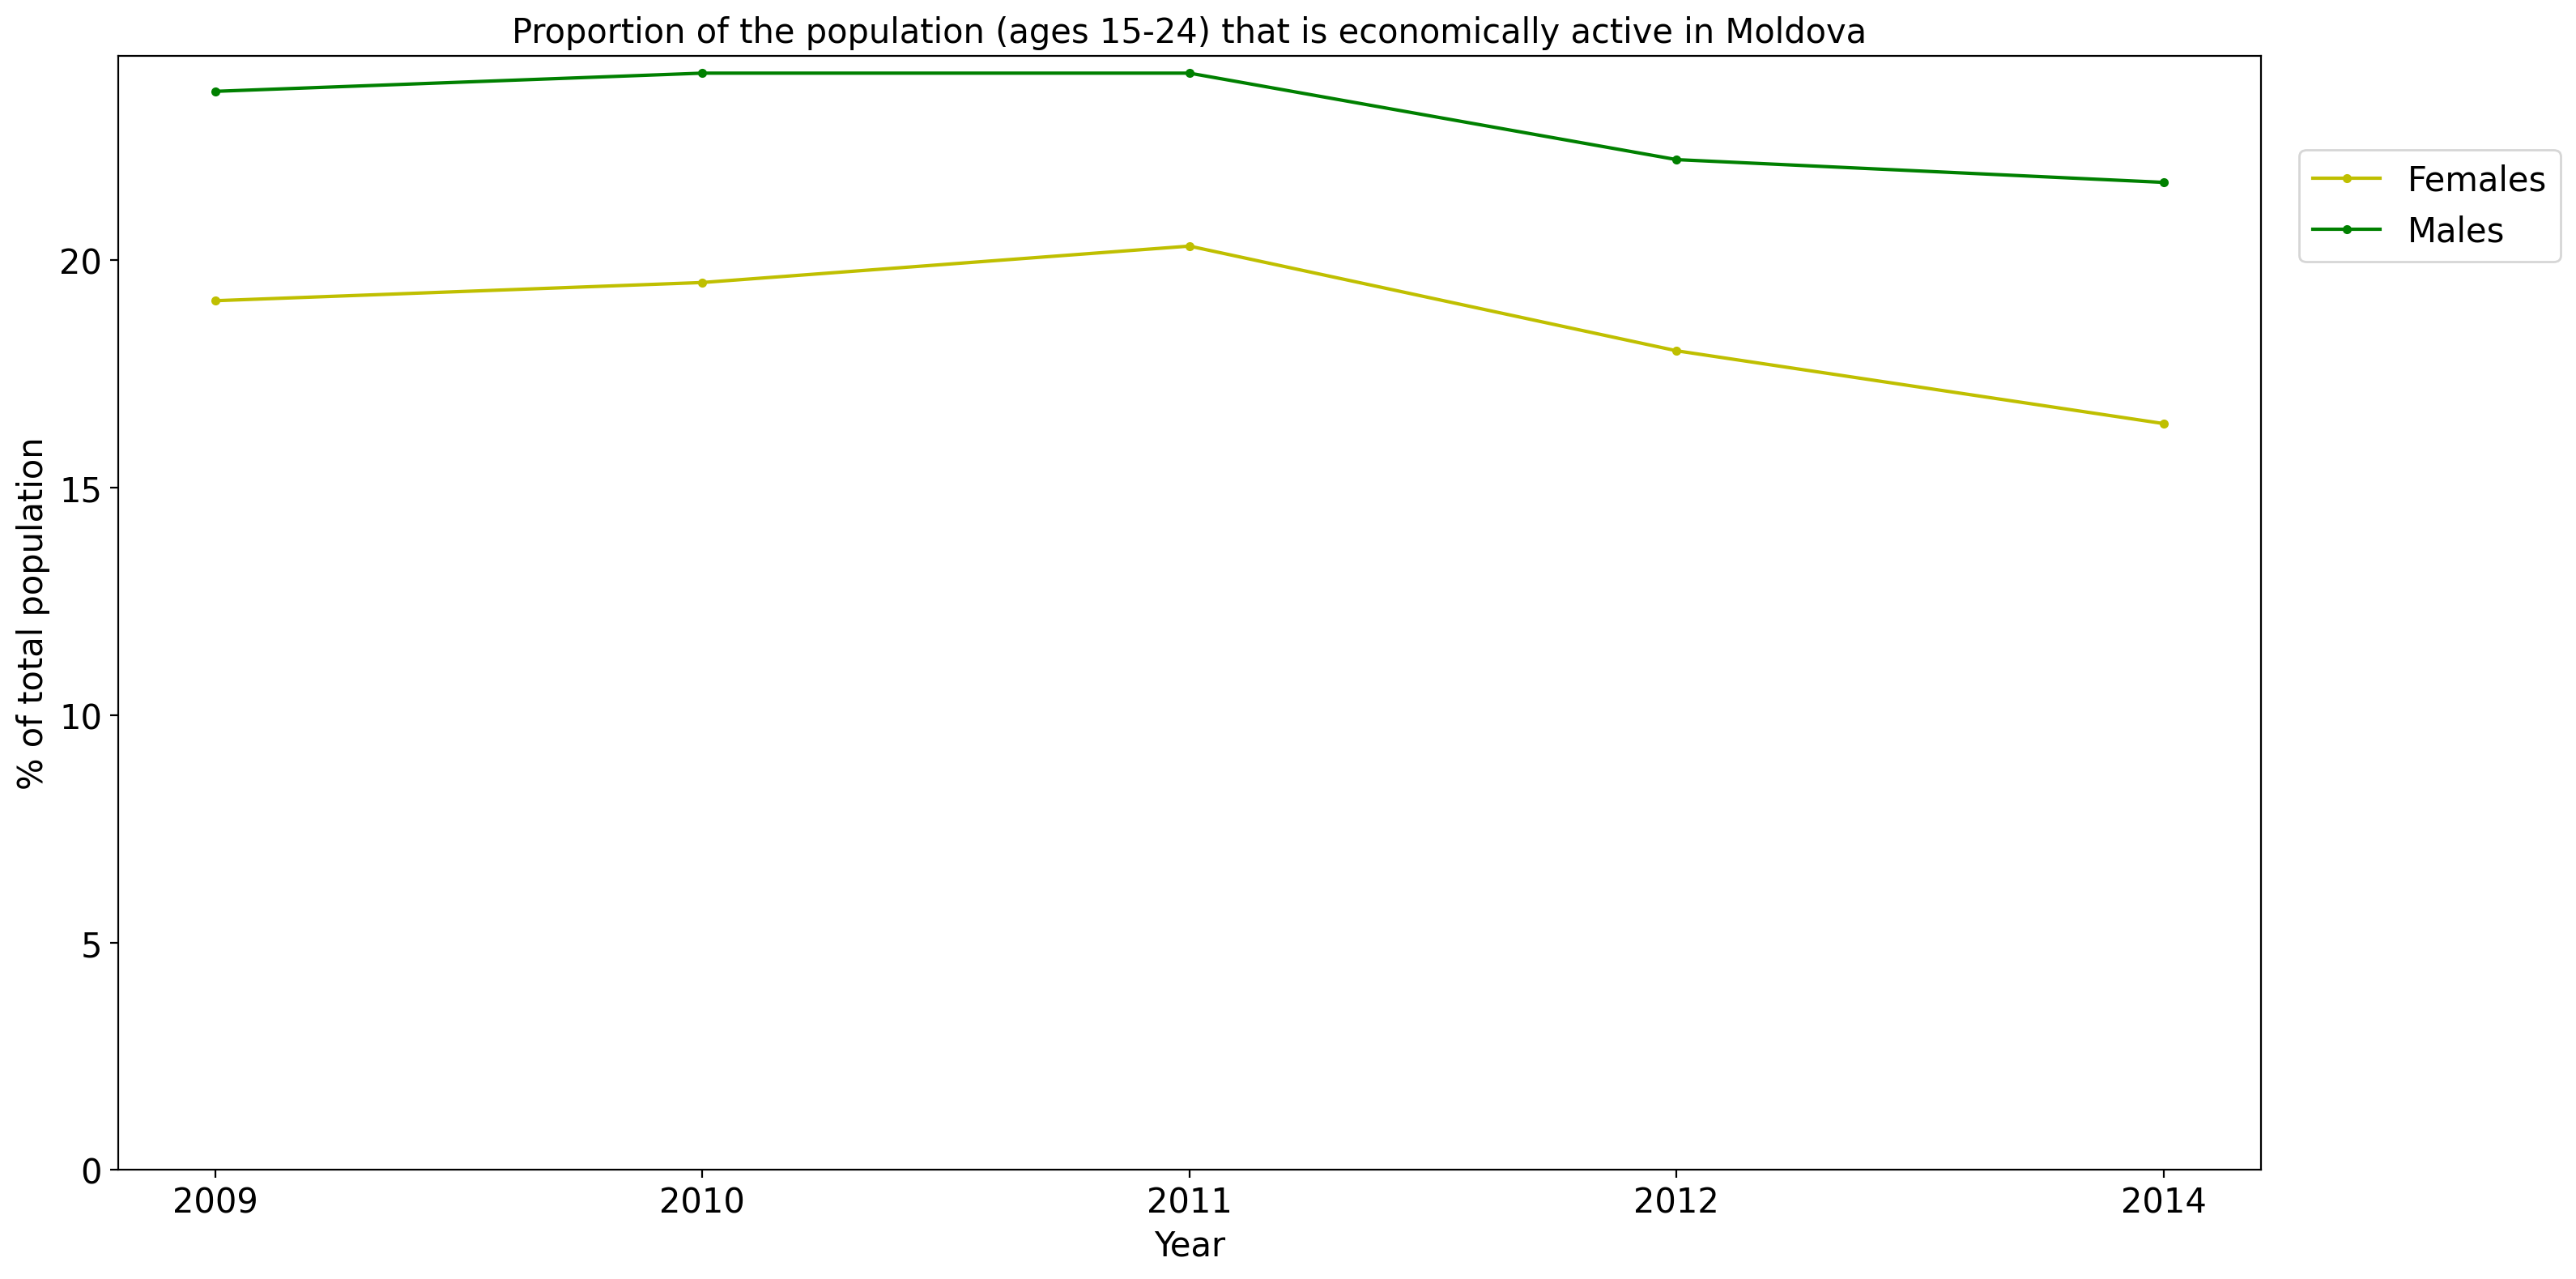 Proportion of the population (ages 15-24) that is economically active in Moldova
% of total population
20
15
10
5
0
2009
2010
2011
2012
2014
Year
Females
Males